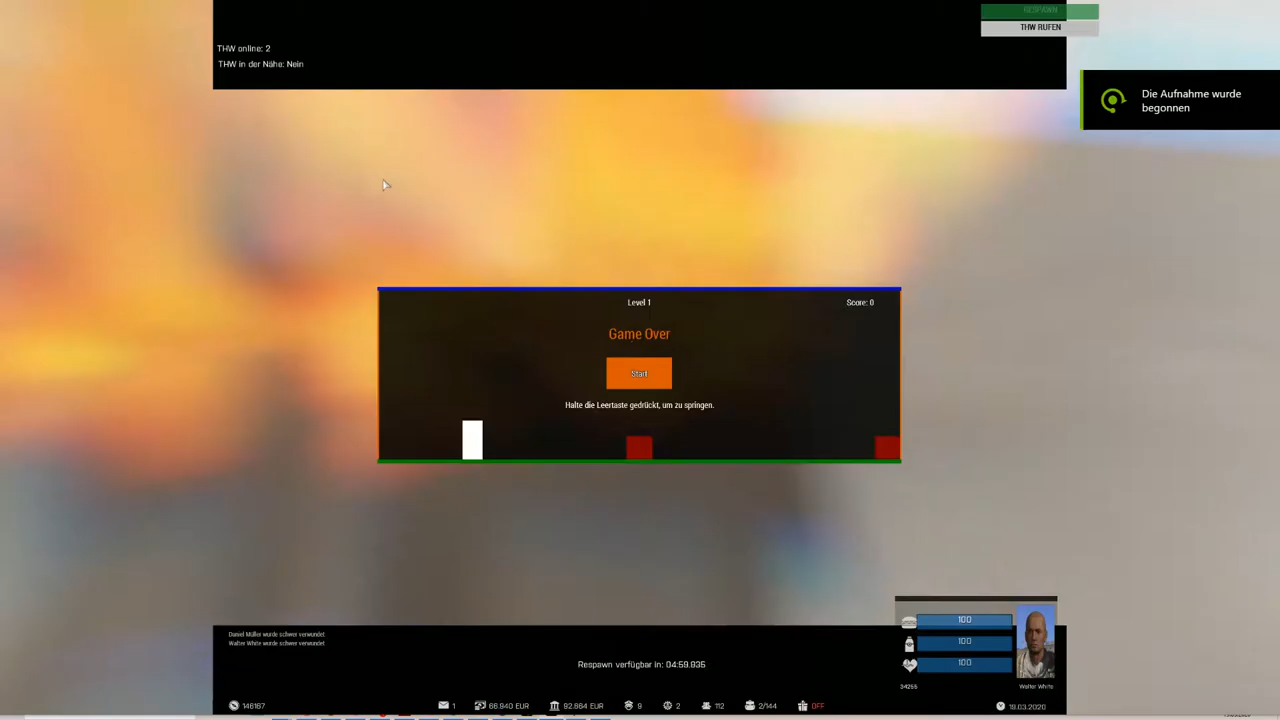 RESPAWN
THW RUFEN
THW online: 2
THW in der Nähe: Nein
Die Aufnahme wurde
begonnen
Level 1
Score: 0
Game Over
Start
Halte die Leertaste gedrückt, um zu springen.
Daniel Müller wurde schwer verwundet
Walter White wurde schwer verwundet
Respawn verfügbar in: 04:59.835
100
100
100
34255
Walter White
146167
1
66.940 EUR
92.864 EUR
9
2
112
2/144
OFF
19.03.2020